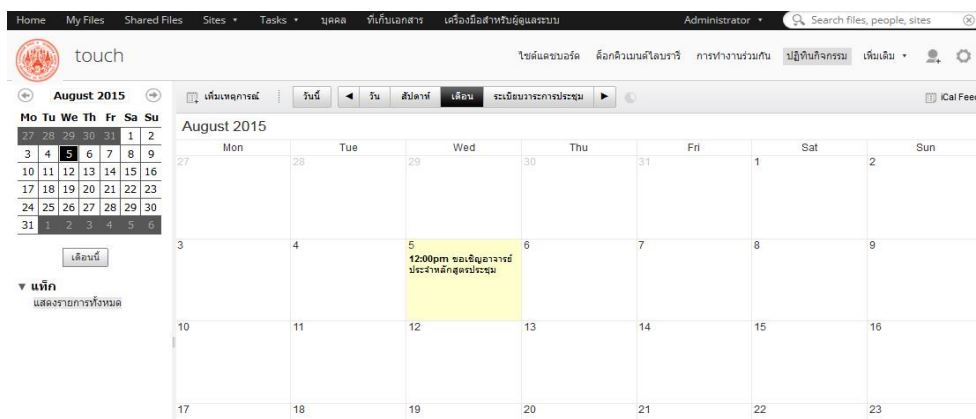 Home My Files Shared Files Sites Tasks บุคคล ที่เก็บเอกสาร เครื่องมือสำหรับผู้ดูแลระบบ Administrator Search files, people, sites
touch ไซต์แดชบอร์ด ด็อกคิวเมนต์ไลบรารี การทำงานร่วมกัน ปฏิทินกิจกรรม เพิ่มเติม
August 2015
Mo Tu We Th Fr Sa Su
27 28 29 30 31 1 2
3 4 5 6 7 8 9
10 11 12 13 14 15 16
17 18 19 20 21 22 23
24 25 26 27 28 29 30
31 1 2 3 4 5 6
เดือนนี้
แท็ก
แสดงรายการทั้งหมด
เพิ่มเหตุการณ์ วันนี้ วัน สัปดาห์ เดือน ระเบียบวาระการประชุม iCal Feed
August 2015
Mon Tue Wed Thu Fri Sat Sun
27 28 29 30 31 1 2
3 4 5 6 7 8 9
12:00pm ขอเชิญอาจารย์
ประจำหลักสูตรประชุม
10 11 12 13 14 15 16
17 18 19 20 21 22 23